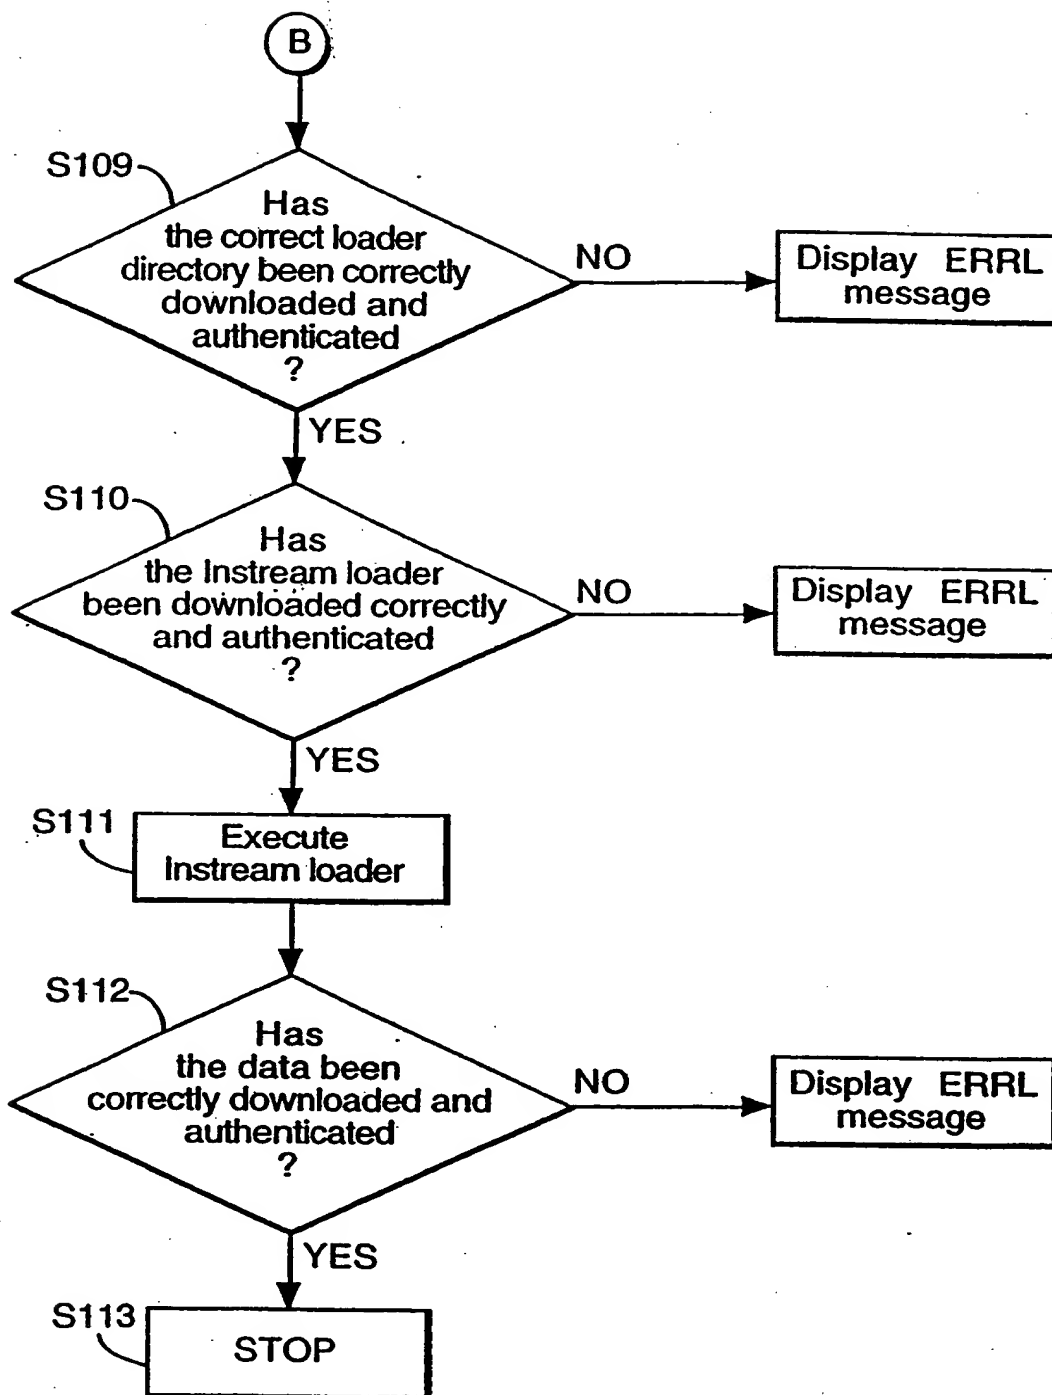 B
S109
Has
the correct loader
directory been correctly
downloaded and
authenticated
?
NO
Display ERRL
message
YES
S110
Has
the Instream loader
been downloaded correctly
and authenticated
?
NO
Display ERRL
message
YES
S111
Execute
Instream loader
S112
Has
the data been
correctly downloaded and
authenticated
?
NO
Display ERRL
message
YES
S113
STOP